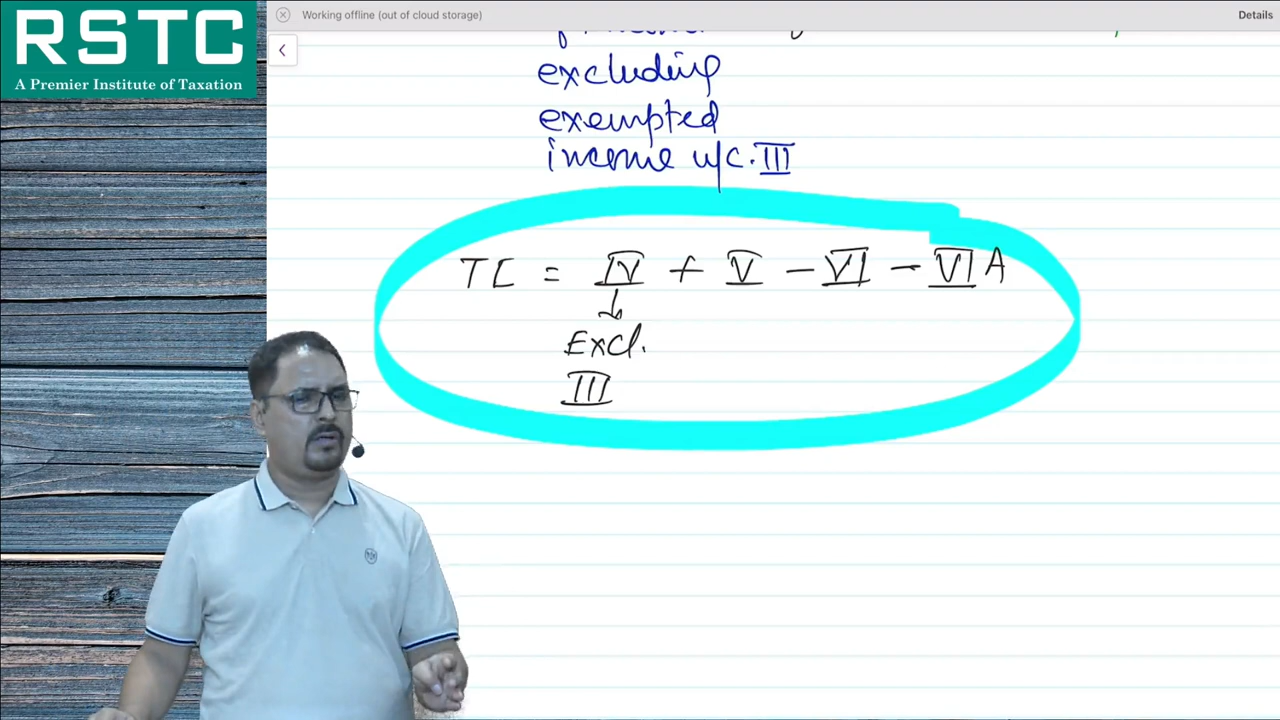 RSTC
A Premier Institute of Taxation
Working offline (out of cloud storage)
Details
excluding
exempted
income u/c. III
TI = IV + V - VI - VIA
Excl.
III